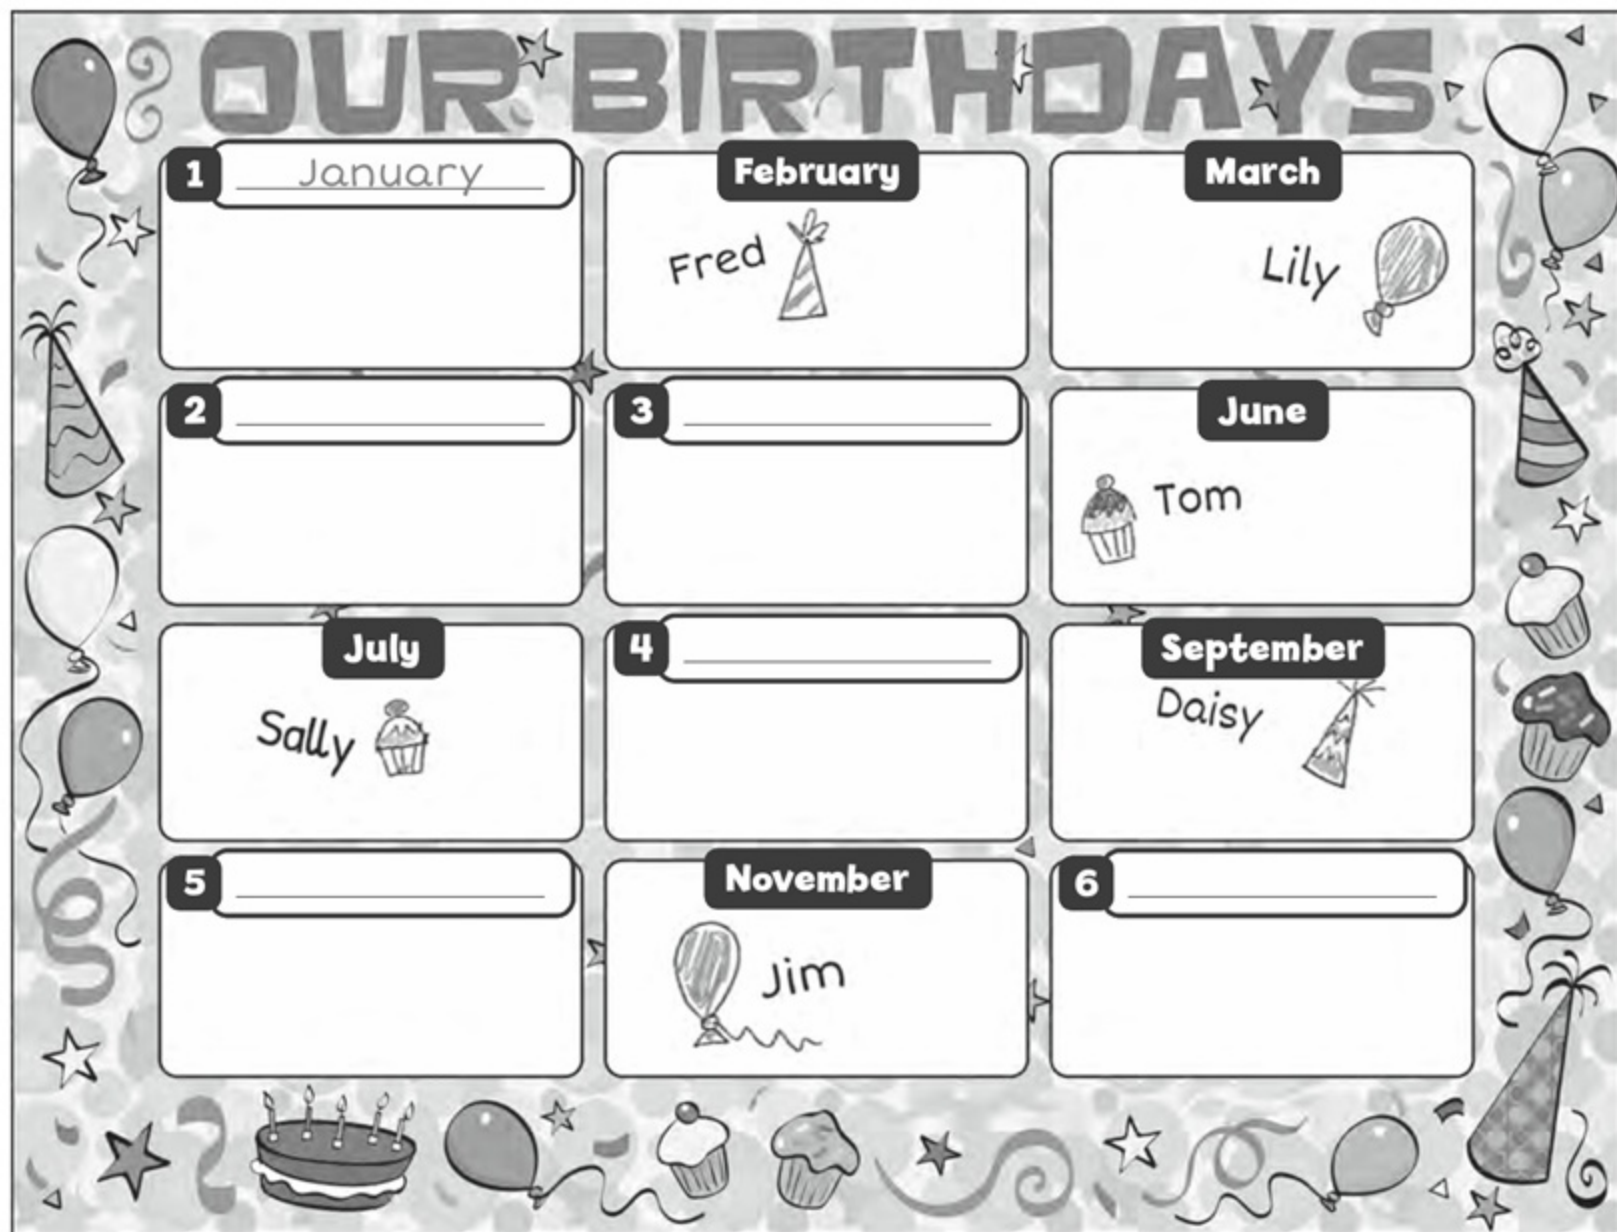 OUR BIRTHDAYS
1 January
February
Fred
March
Lily
2
3
June
Tom
July
Sally
4
September
Daisy
5
November
Jim
6